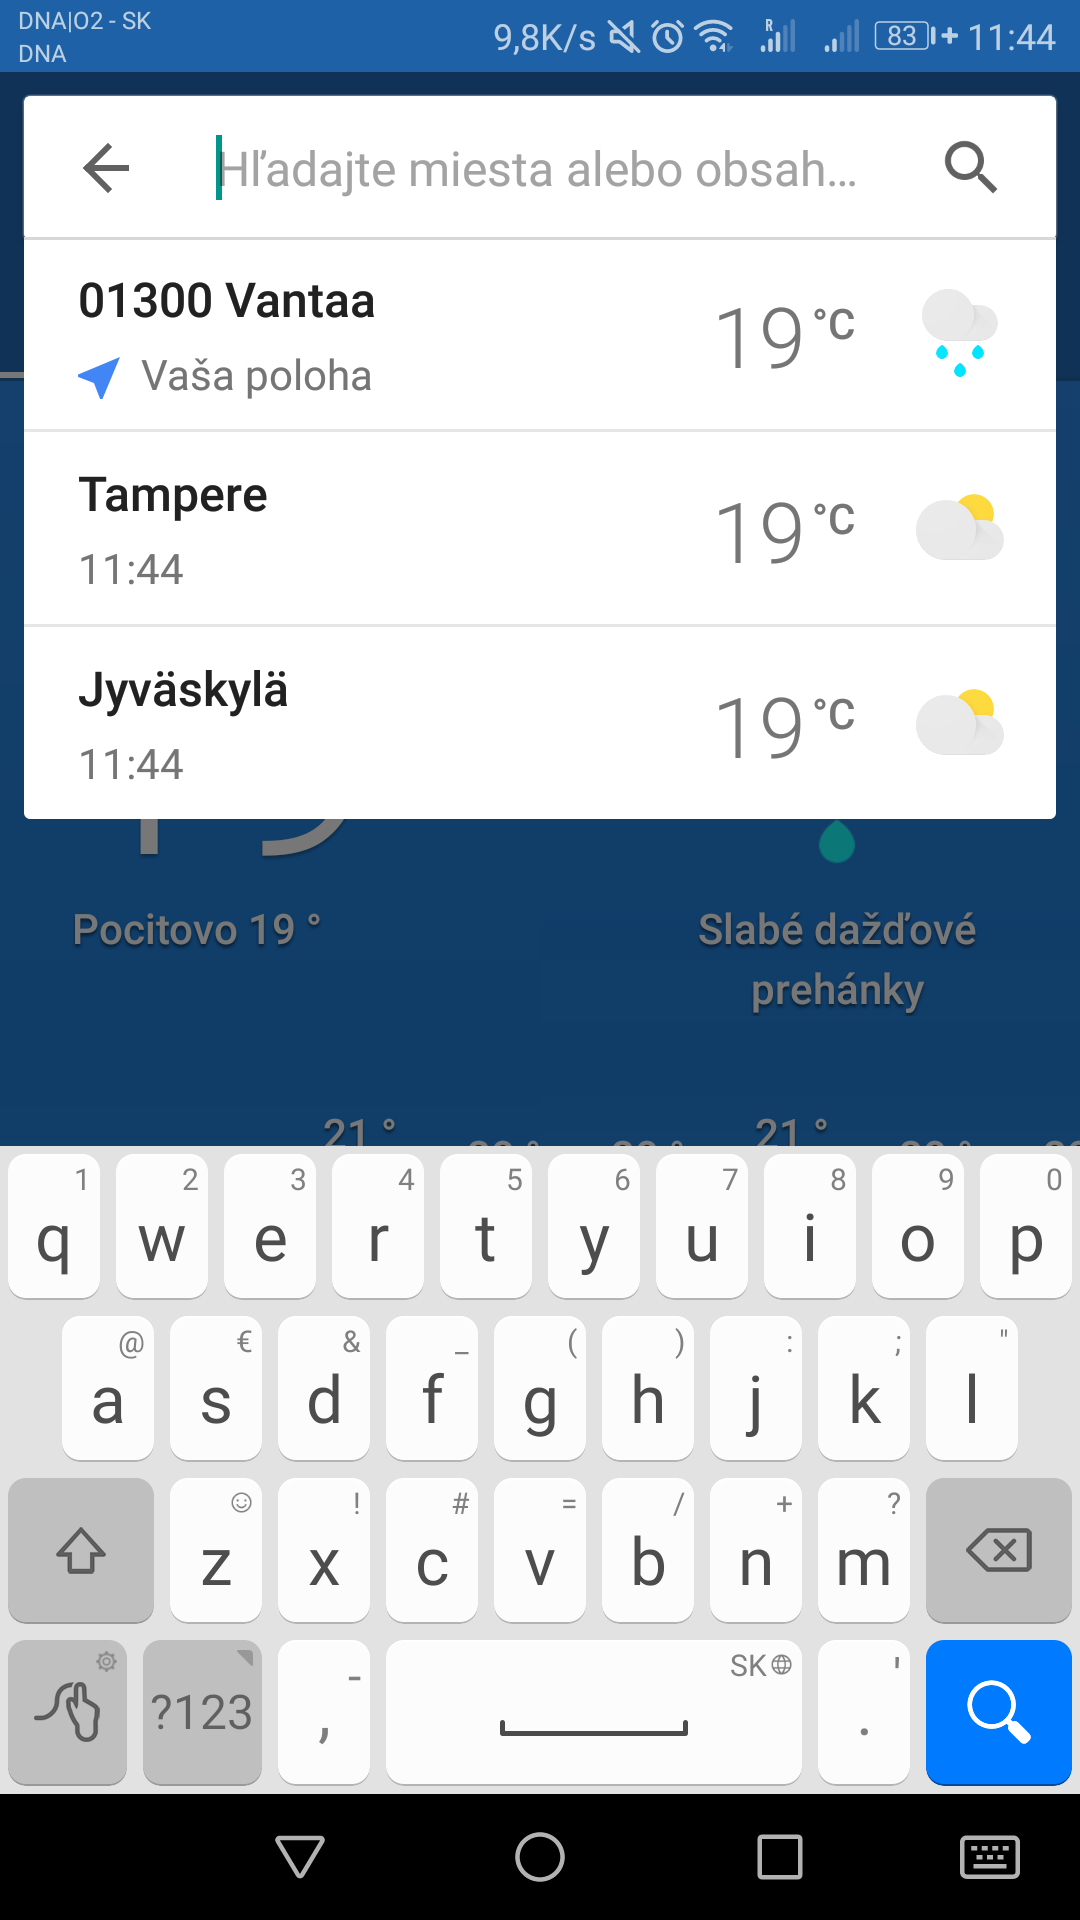 DNA|O2 - SK
DNA
9,8K/s
83
11:44
Hľadajte miesta alebo obsah...
01300 Vantaa
19 °C
Vaša poloha
Tampere
19 °C
11:44
Jyväskylä
19 °C
11:44
Pocitovo 19 °
Slabé dažďové
prehánky
21 °
21 °
1 2 3 4 5 6 7 8 9 0
q w e r t y u i o p
@ € & _ ( ) : ; "
a s d f g h j k l
! # = / + ?
z x c v b n m
?123
- ,
SK
' .